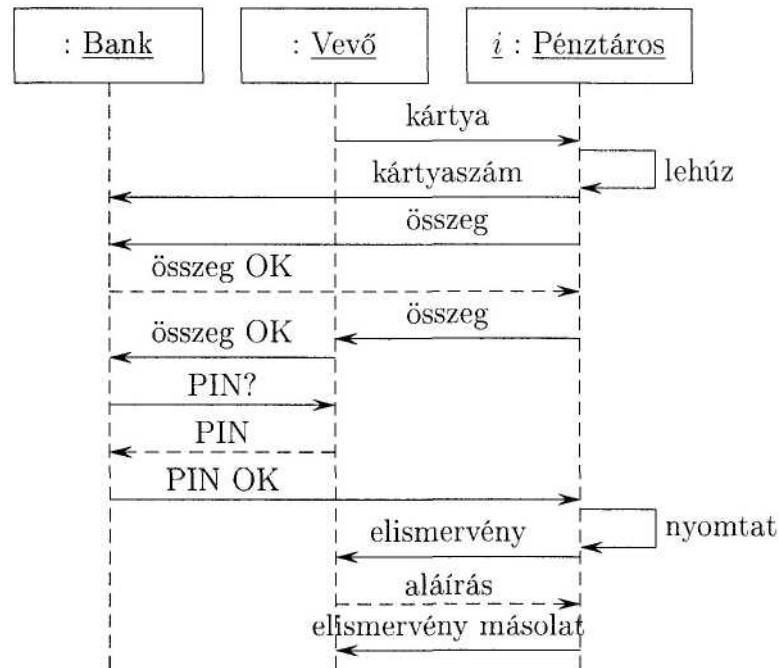 : Bank
: Vevő
i : Pénztáros
kártya
lehúz
kártyaszám
összeg
összeg OK
összeg
összeg OK
PIN?
PIN
PIN OK
nyomtat
elismervény
aláírás
elismervény másolat